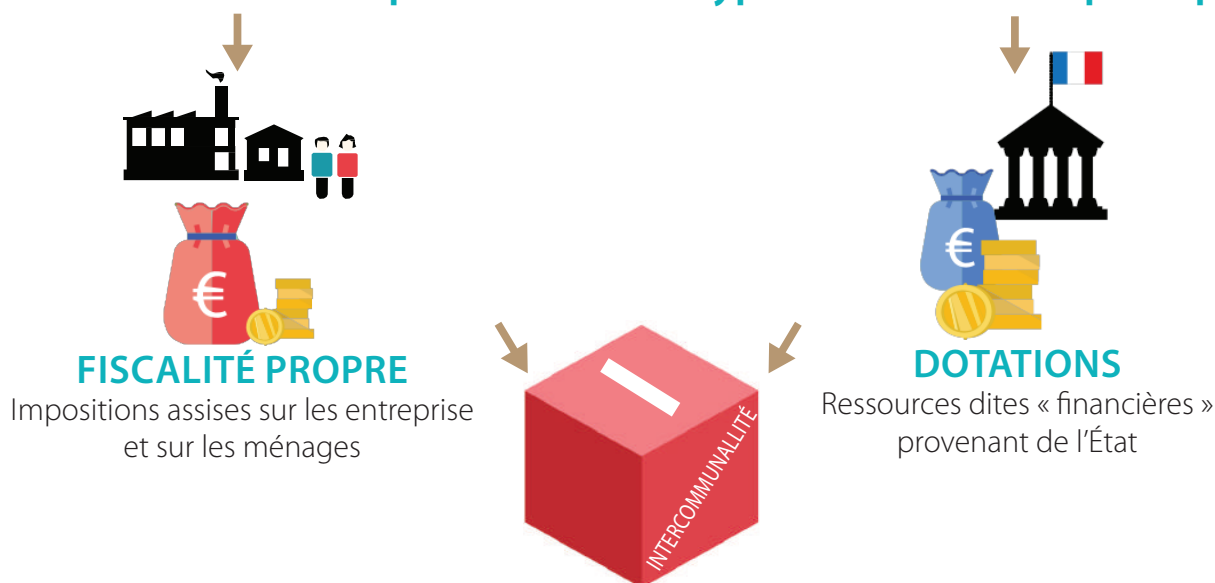 FISCALITÉ PROPRE
Impositions assises sur les entreprise
et sur les ménages
DOTATIONS
Ressources dites « financières »
provenant de l'État
INTERCOMMUNALLITÉ
€
€